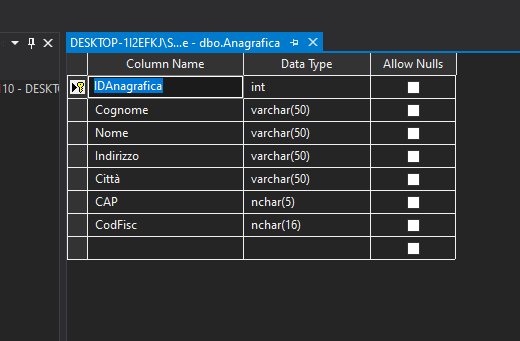 DESKTOP-1I2EFKJ\S...e - dbo.Anagrafica
110 - DESKTO
Column Name Data Type Allow Nulls
IDAnagrafica int
Cognome varchar(50)
Nome varchar(50)
Indirizzo varchar(50)
Città varchar(50)
CAP nchar(5)
CodFisc nchar(16)